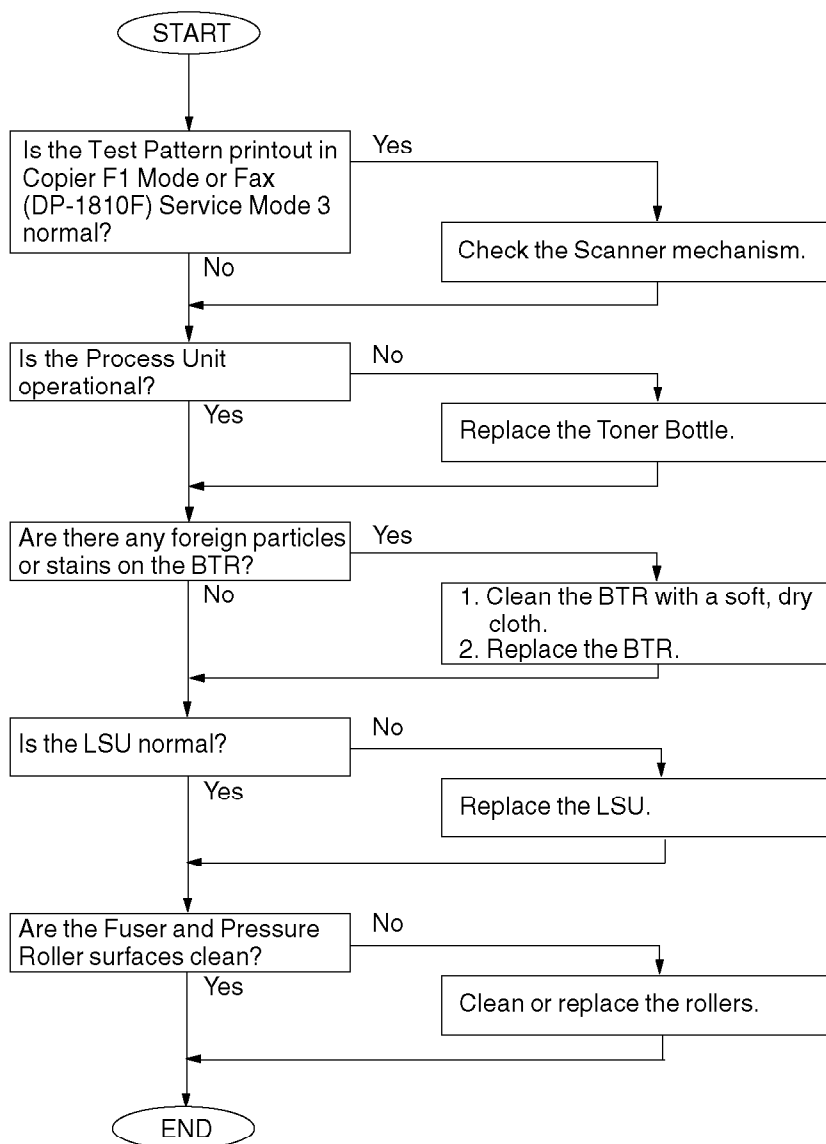 START
Is the Test Pattern printout in
Copier F1 Mode or Fax
(DP-1810F) Service Mode 3
normal?
Yes
Check the Scanner mechanism.
No
Is the Process Unit
operational?
No
Replace the Toner Bottle.
Yes
Are there any foreign particles
or stains on the BTR?
Yes
1. Clean the BTR with a soft, dry
cloth.
2. Replace the BTR.
No
Is the LSU normal?
No
Replace the LSU.
Yes
Are the Fuser and Pressure
Roller surfaces clean?
No
Clean or replace the rollers.
Yes
END